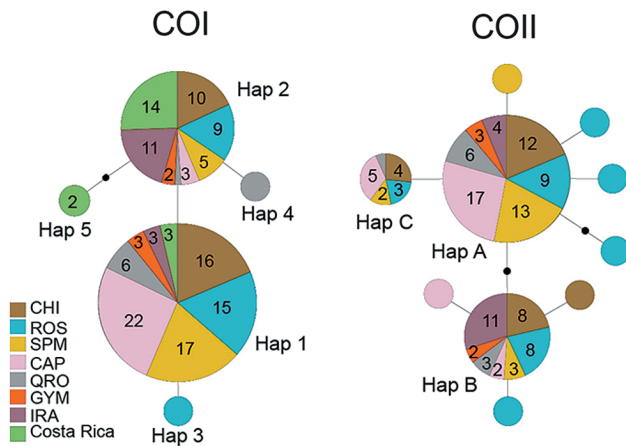 COI
COII
14
10
Hap 2
9
11
5
2
3
2
Hap 5
Hap 4
3
3
3
6
16
22
15
17
Hap 1
Hap 3
CHI
ROS
SPM
CAP
QRO
GYM
IRA
Costa Rica
4
3
12
6
5
4
3
2
17
9
13
Hap C
Hap A
11
8
2
8
3
2
3
Hap B